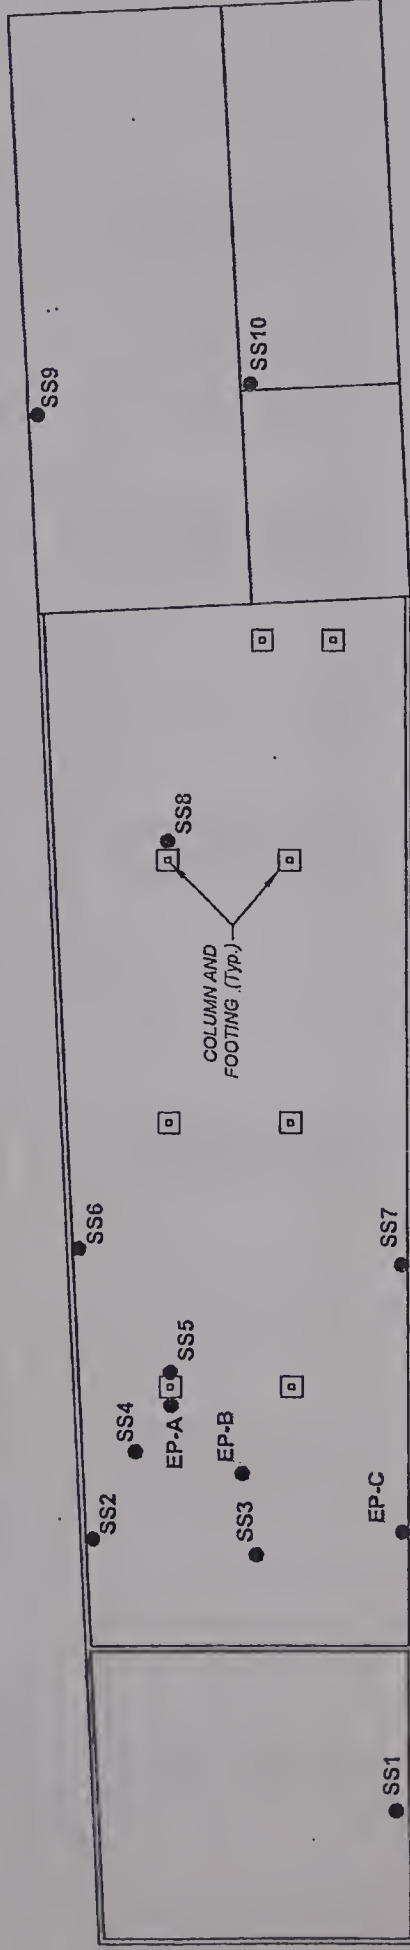 SS9
SS10
SS8
COLUMN AND
FOOTING (Typ.)
SS6
SS7
SS5
EP-A
SS4
EP-B
SS3
SS2
EP-C
SS1